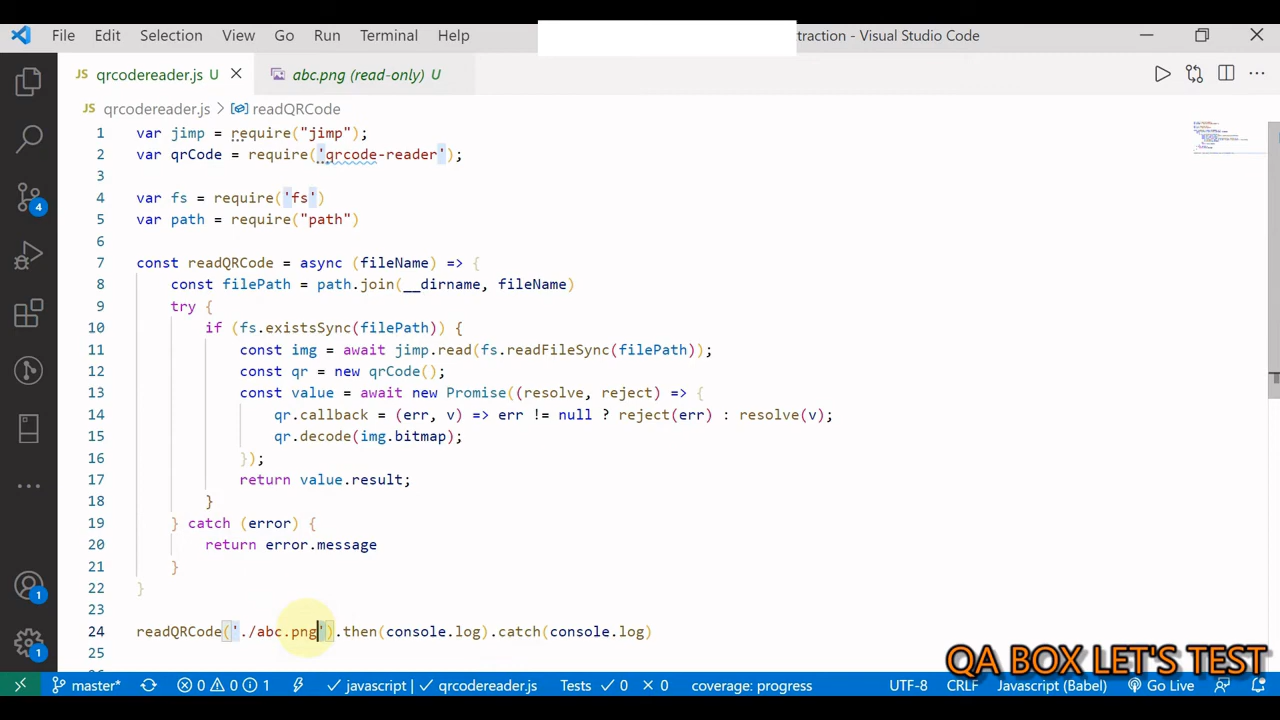 File Edit Selection View Go Run Terminal Help traction - Visual Studio Code
JS qrcodereader.js U abc.png (read-only) U
JS qrcodereader.js > readQRCode
1 var jimp = require("jimp");
2 var qrCode = require('qrcode-reader');
3
4 var fs = require('fs')
5 var path = require("path")
6
7 const readQRCode = async (fileName) => {
8 const filePath = path.join(__dirname, fileName)
9 try {
10 if (fs.existsSync(filePath)) {
11 const img = await jimp.read(fs.readFileSync(filePath));
12 const qr = new qrCode();
13 const value = await new Promise((resolve, reject) => {
14 qr.callback = (err, v) => err != null ? reject(err) : resolve(v);
15 qr.decode(img.bitmap);
16 });
17 return value.result;
18 }
19 } catch (error) {
20 return error.message
21 }
22 }
23
24 readQRCode('./abc.png').then(console.log).catch(console.log)
25
4
1
1
QA BOX LET'S TEST
master* 0 0 1 javascript | qrcodereader.js Tests 0 0 coverage: progress UTF-8 CRLF Javascript (Babel) Go Live